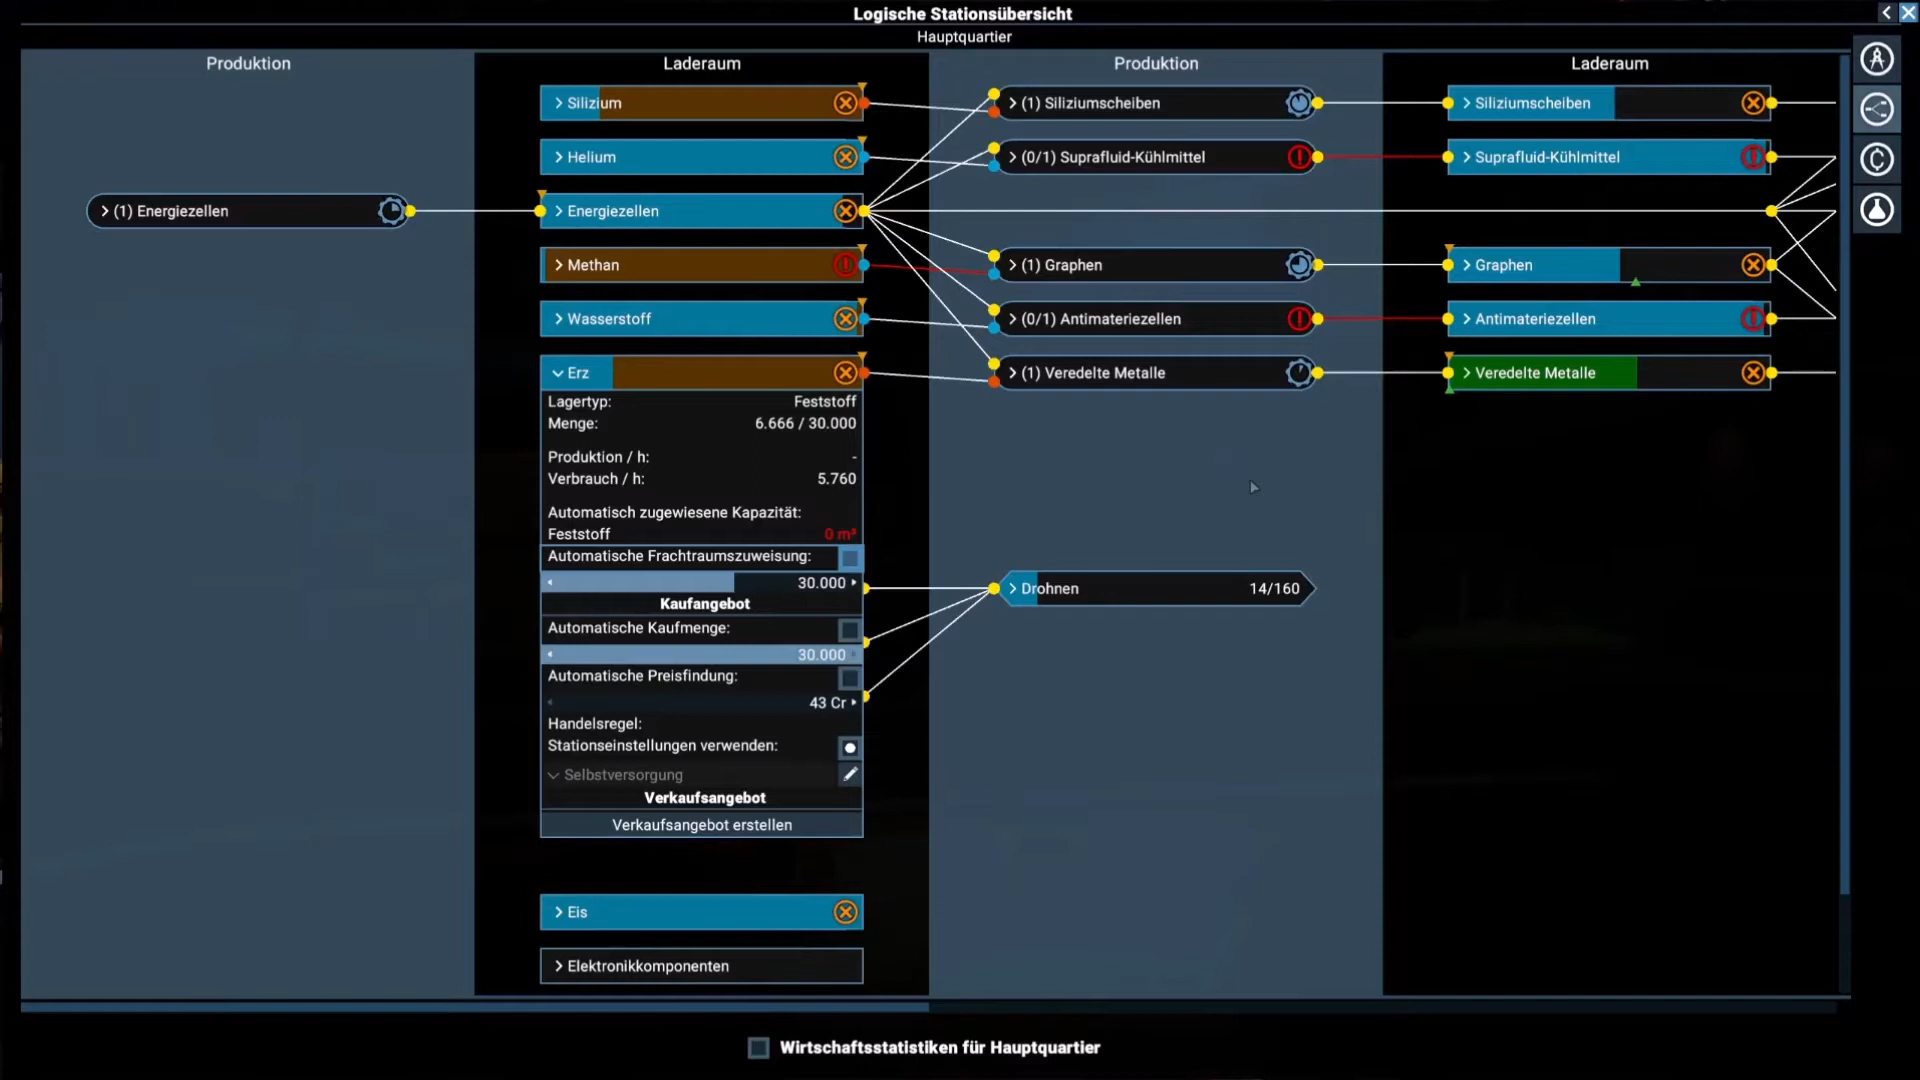 Logische Stationsübersicht
Hauptquartier
Produktion
Laderaum
Produktion
Laderaum
Silizium
(1) Siliziumscheiben
Siliziumscheiben
Helium
(0/1) Suprafluid-Kühlmittel
Suprafluid-Kühlmittel
(1) Energiezellen
Energiezellen
Methan
(1) Graphen
Graphen
Wasserstoff
(0/1) Antimateriezellen
Antimateriezellen
Erz
(1) Veredelte Metalle
Veredelte Metalle
Lagertyp: Feststoff
Menge: 6.666 / 30.000
Produktion / h: -
Verbrauch / h: 5.760
Automatisch zugewiesene Kapazität:
Feststoff 0 m³
Automatische Frachtraumszuweisung:
30.000
Kaufangebot
Automatische Kaufmenge:
30.000
Automatische Preisfindung:
43 Cr
Handelsregel:
Stationseinstellungen verwenden:
Selbstversorgung
Verkaufsangebot
Verkaufsangebot erstellen
Drohnen 14/160
Eis
Elektronikkomponenten
Wirtschaftsstatistiken für Hauptquartier